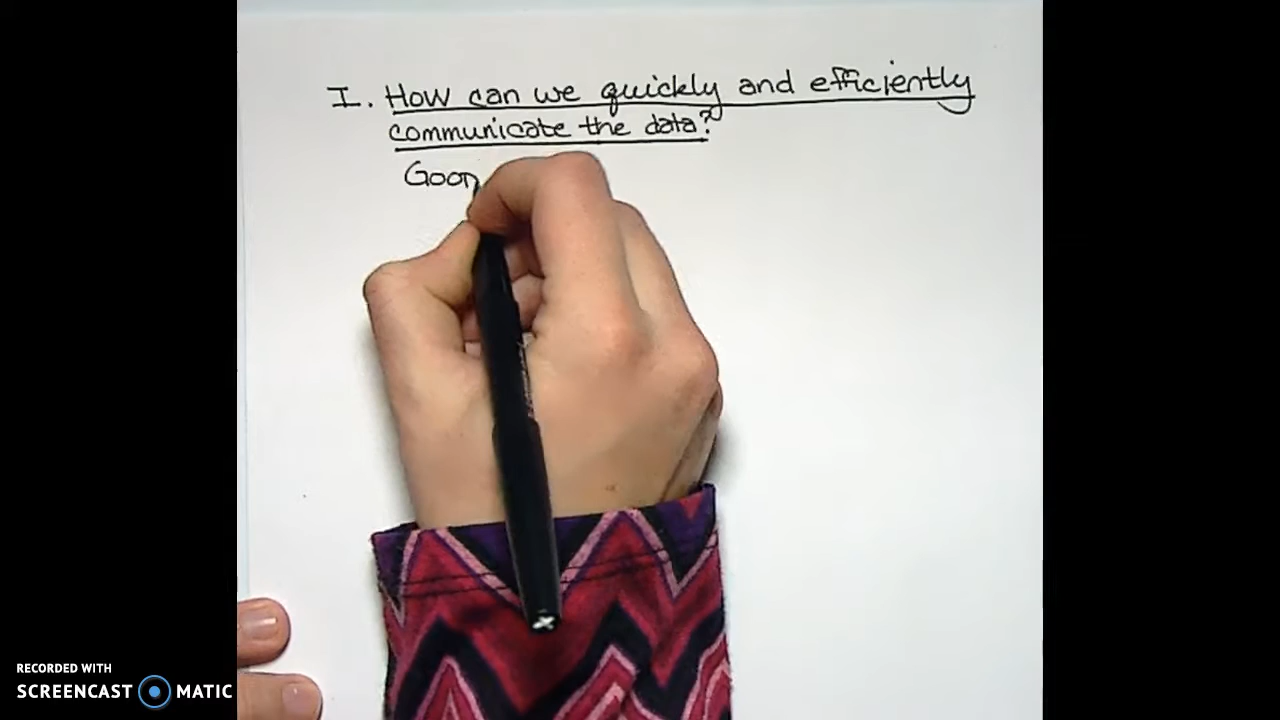 I. How can we quickly and efficiently
communicate the data?
RECORDED WITH
SCREENCAST MATIC